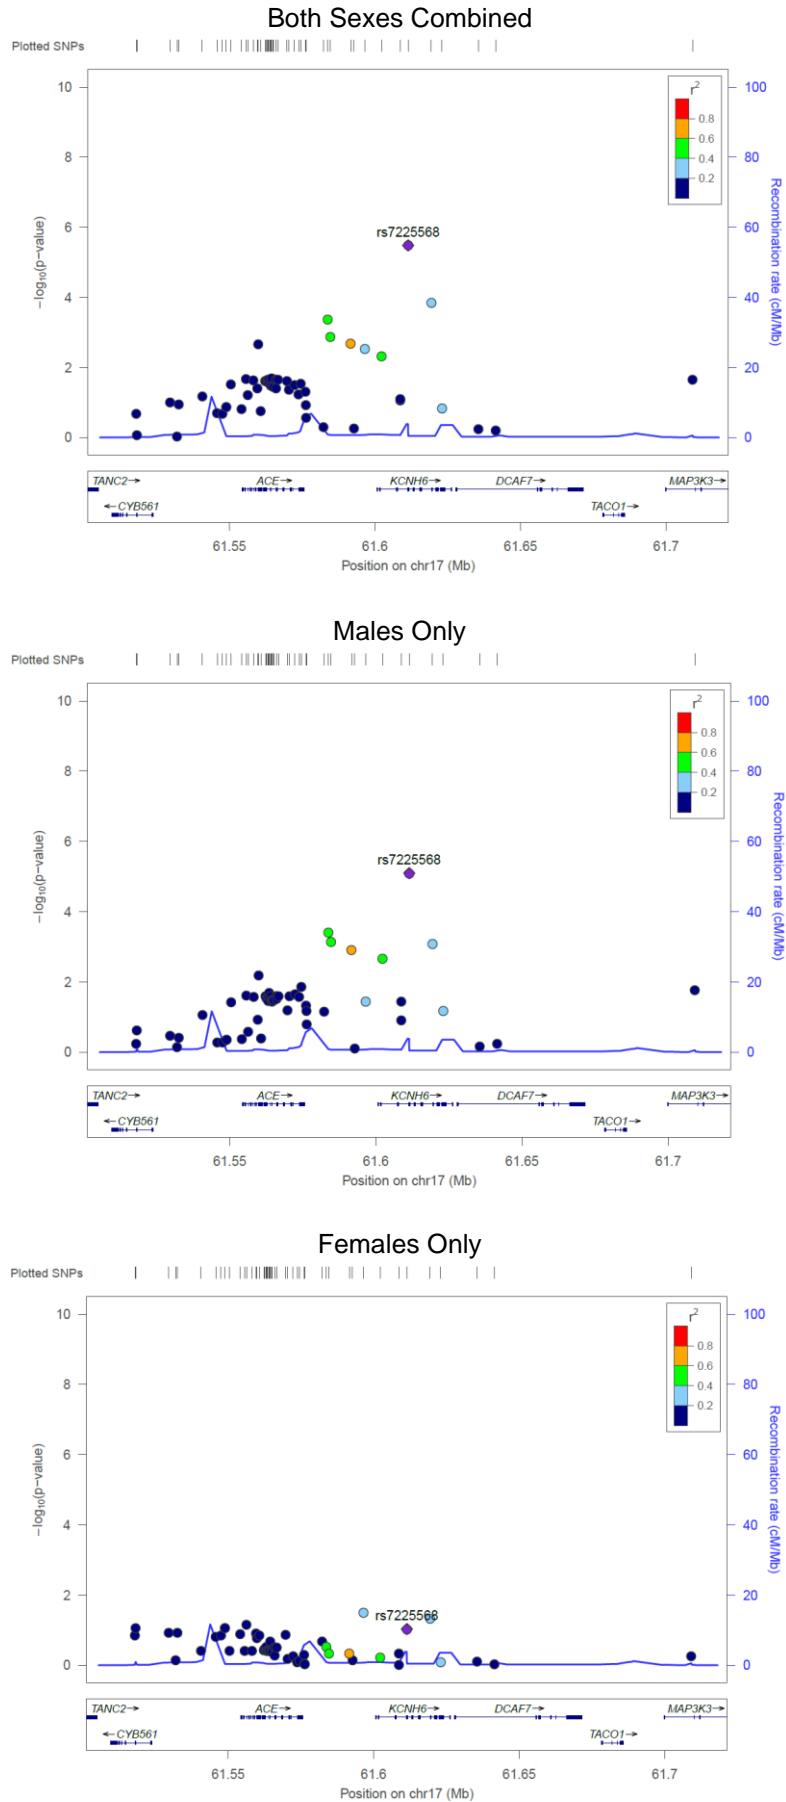 Both Sexes Combined
Plotted SNPs
10
8
6
4
2
0
−log10(p−value)
100
80
60
40
20
0
Recombination rate (cM/Mb)
r2
0.8
0.6
0.4
0.2
rs7225568
TANC2→
←CYB561
ACE→
KCNH6→
DCAF7→
TACO1→
MAP3K3→
61.55 61.6 61.65 61.7
Position on chr17 (Mb)
Males Only
Plotted SNPs
10
8
6
4
2
0
−log10(p−value)
100
80
60
40
20
0
Recombination rate (cM/Mb)
r2
0.8
0.6
0.4
0.2
rs7225568
TANC2→
←CYB561
ACE→
KCNH6→
DCAF7→
TACO1→
MAP3K3→
61.55 61.6 61.65 61.7
Position on chr17 (Mb)
Females Only
Plotted SNPs
10
8
6
4
2
0
−log10(p−value)
100
80
60
40
20
0
Recombination rate (cM/Mb)
r2
0.8
0.6
0.4
0.2
rs7225568
TANC2→
←CYB561
ACE→
KCNH6→
DCAF7→
TACO1→
MAP3K3→
61.55 61.6 61.65 61.7
Position on chr17 (Mb)